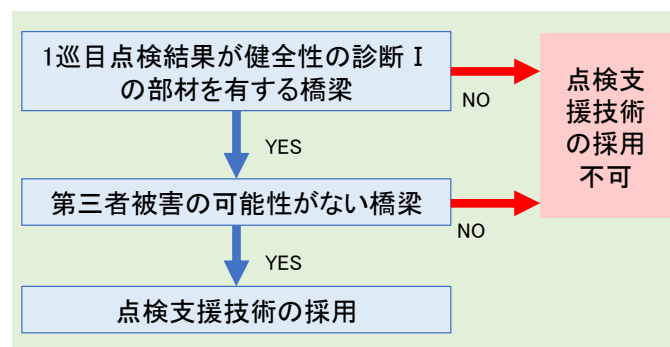 1巡目点検結果が健全性の診断Ⅰ
の部材を有する橋梁
NO
点検支
援技術
の採用
不可
YES
第三者被害の可能性がない橋梁
NO
YES
点検支援技術の採用